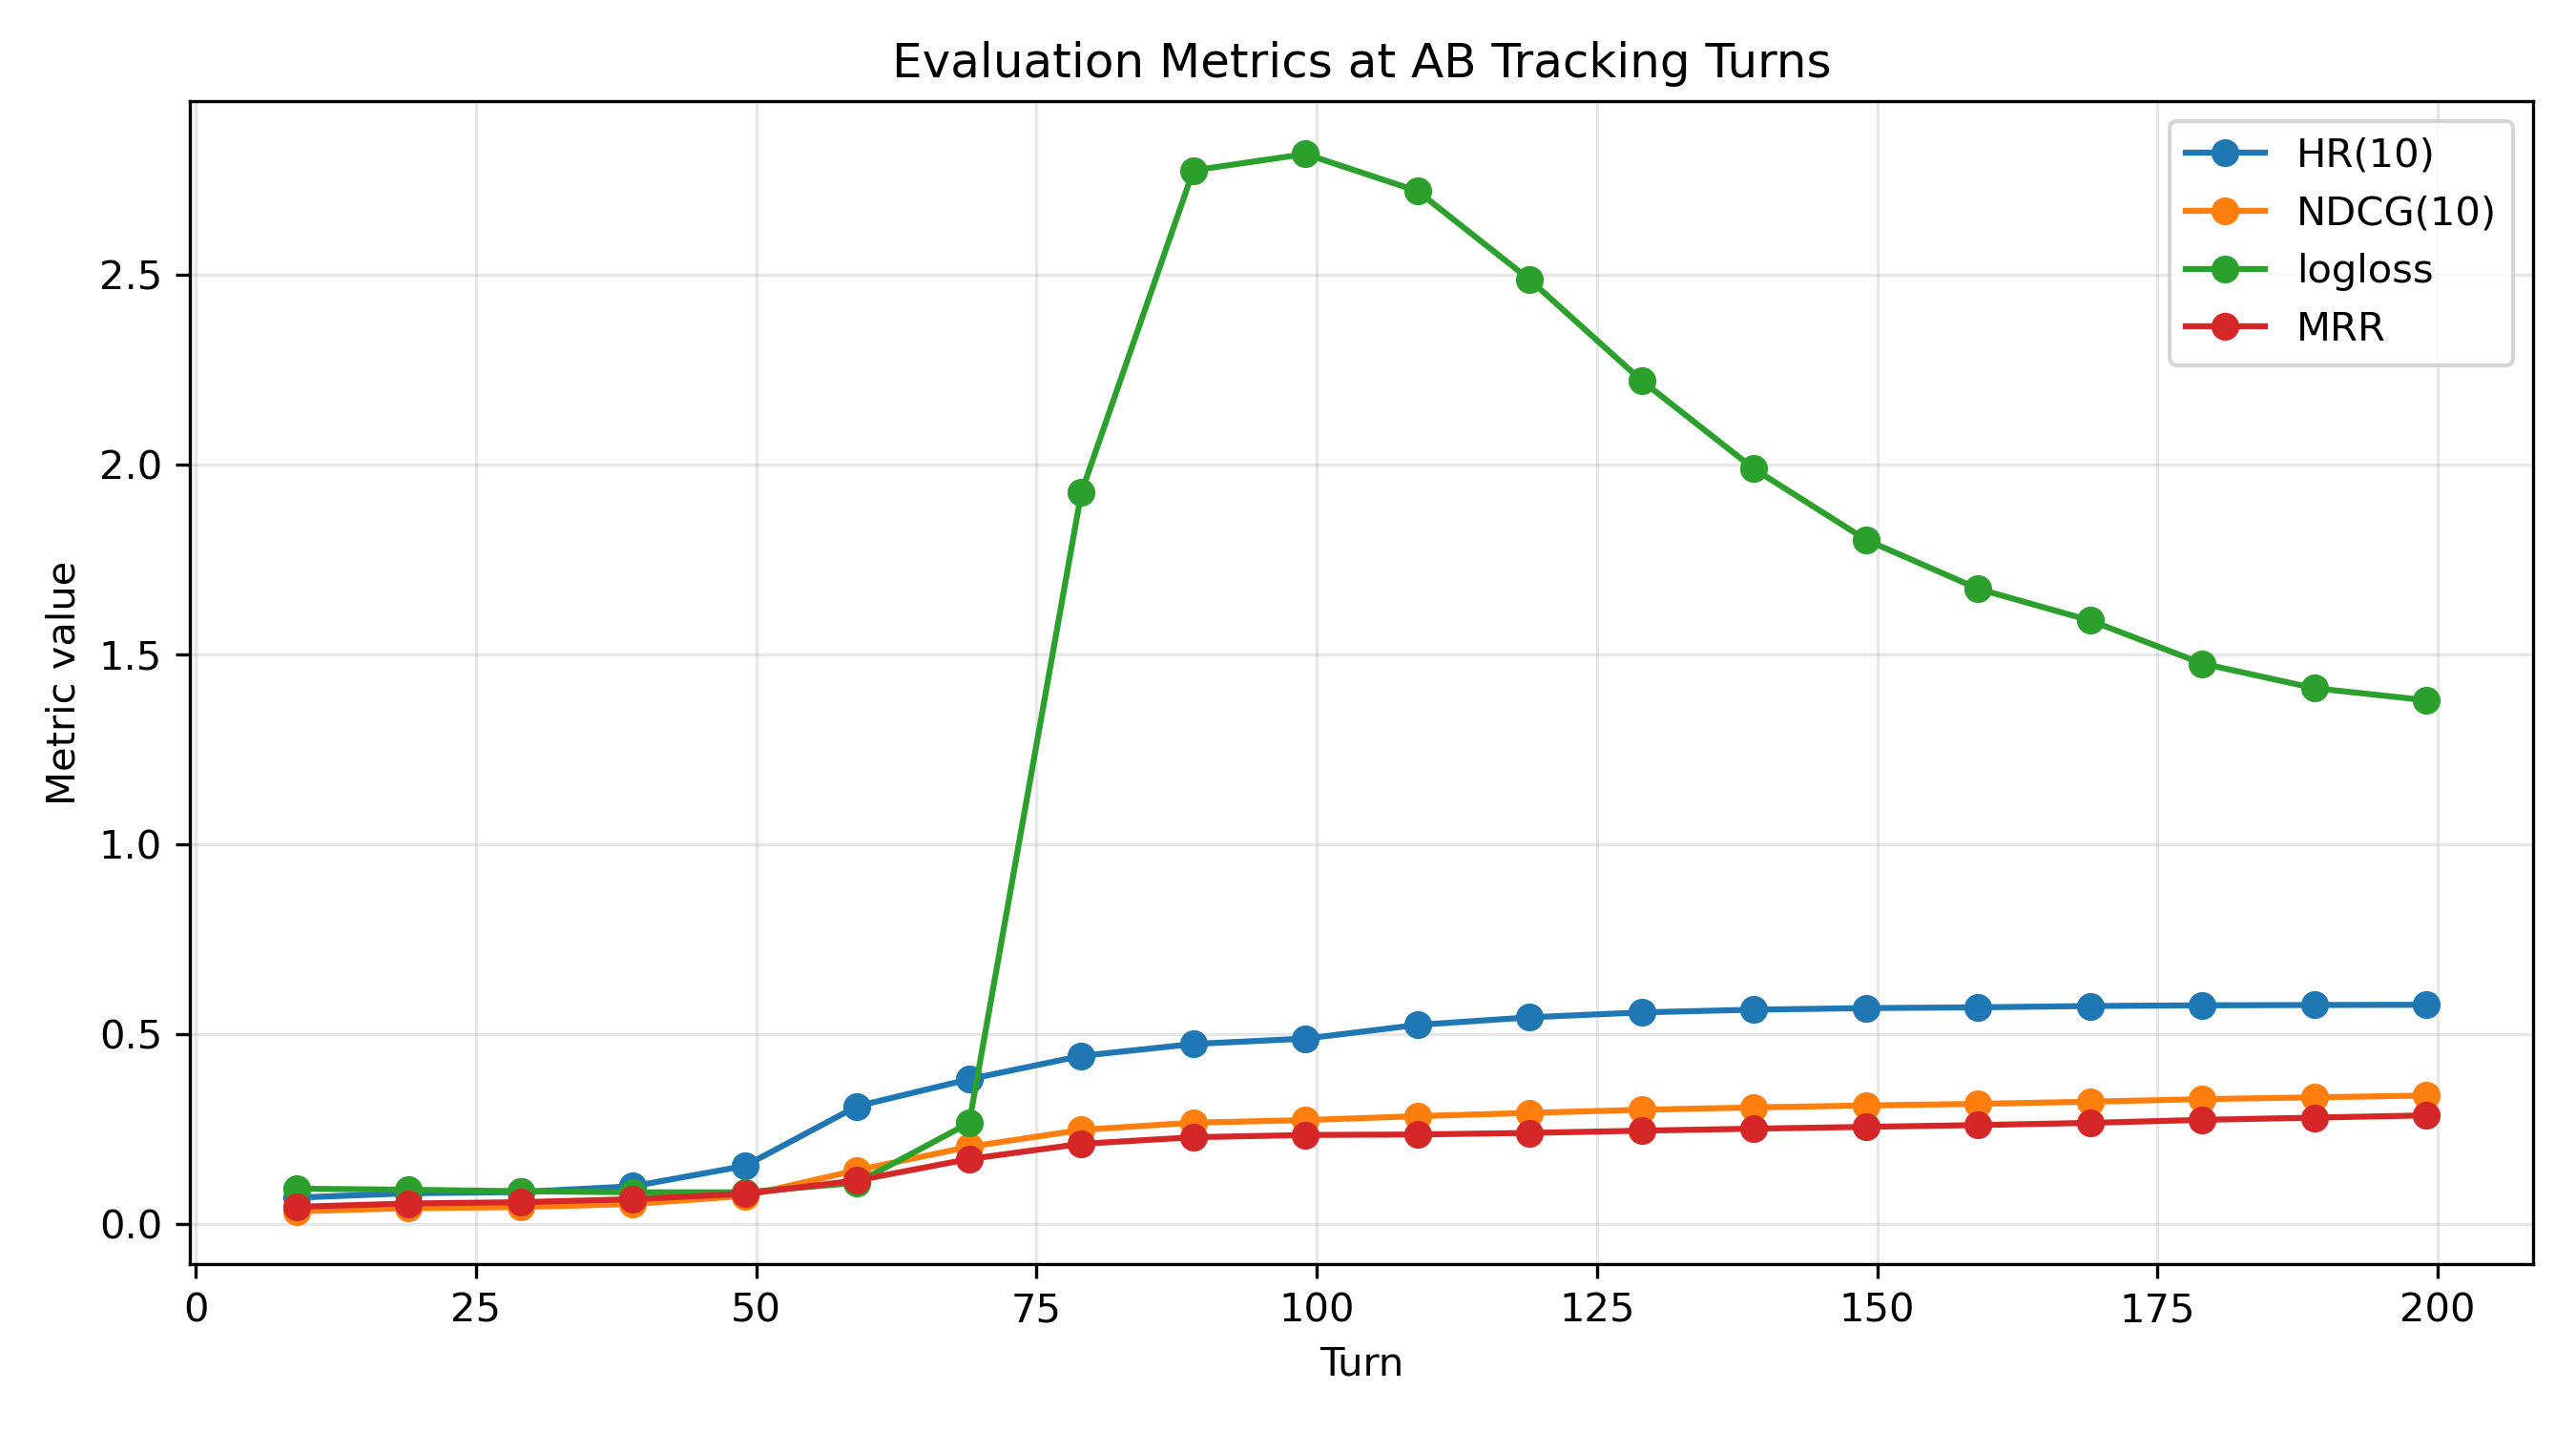 Evaluation Metrics at AB Tracking Turns
HR(10)
NDCG(10)
logloss
MRR
Metric value
2.5
2.0
1.5
1.0
0.5
0.0
0 25 50 75 100 125 150 175 200
Turn